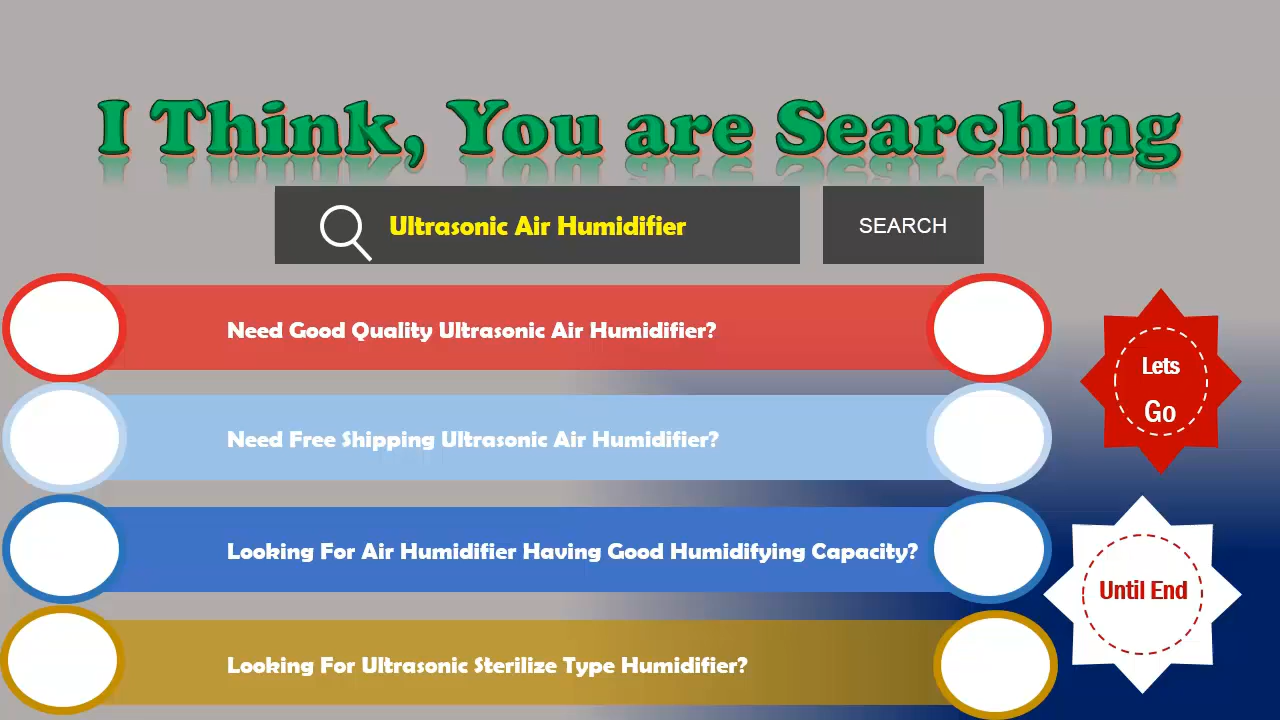 I Think, You are Searching
Ultrasonic Air Humidifier
SEARCH
Need Good Quality Ultrasonic Air Humidifier?
Need Free Shipping Ultrasonic Air Humidifier?
Looking For Air Humidifier Having Good Humidifying Capacity?
Looking For Ultrasonic Sterilize Type Humidifier?
Lets
Go
Until End